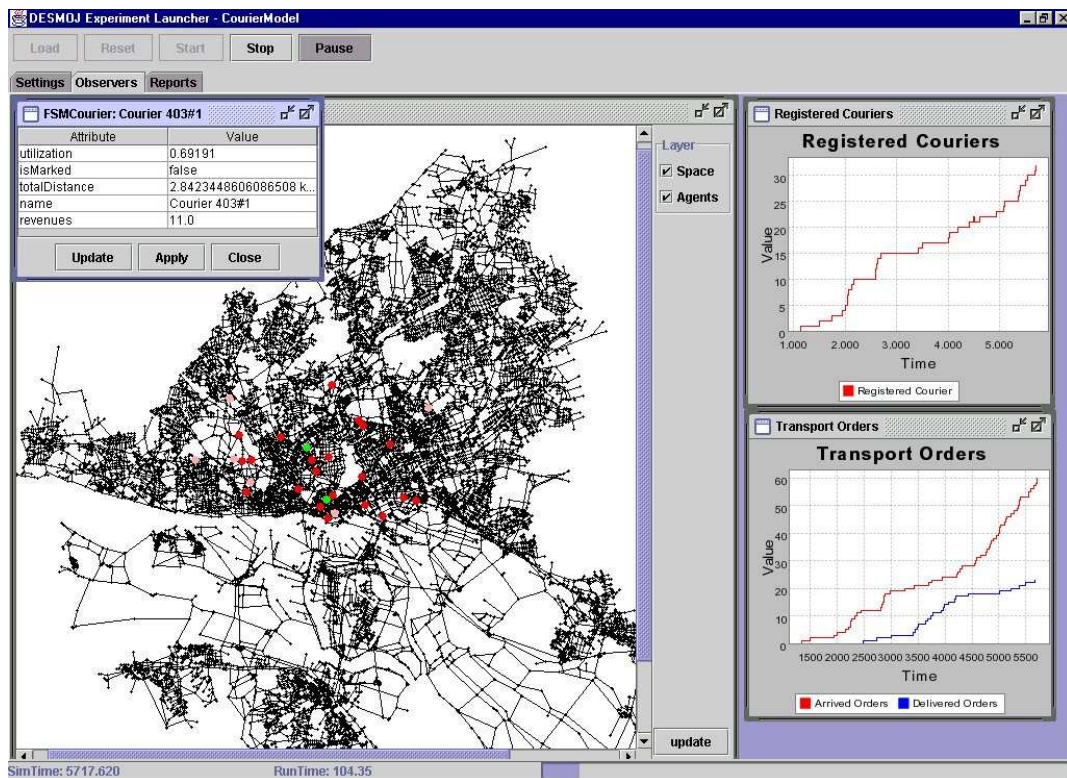 DESMOJ Experiment Launcher - CourierModel
Load Reset Start Stop Pause
Settings Observers Reports
FSMCourier: Courier 403#1
Attribute Value
utilization 0.69191
isMarked false
totalDistance 2.8423448606086508 k...
name Courier 403#1
revenues 11.0
Update Apply Close
Layer
Space
Agents
update
Registered Couriers
Registered Couriers
Value
30
25
20
15
10
5
0
1.000 2.000 3.000 4.000 5.000
Time
Registered Courier
Transport Orders
Transport Orders
Value
60
50
40
30
20
10
0
1500 2000 2500 3000 3500 4000 4500 5000 5500
Time
Arrived Orders Delivered Orders
SimTime: 5717.620 RunTime: 104.35